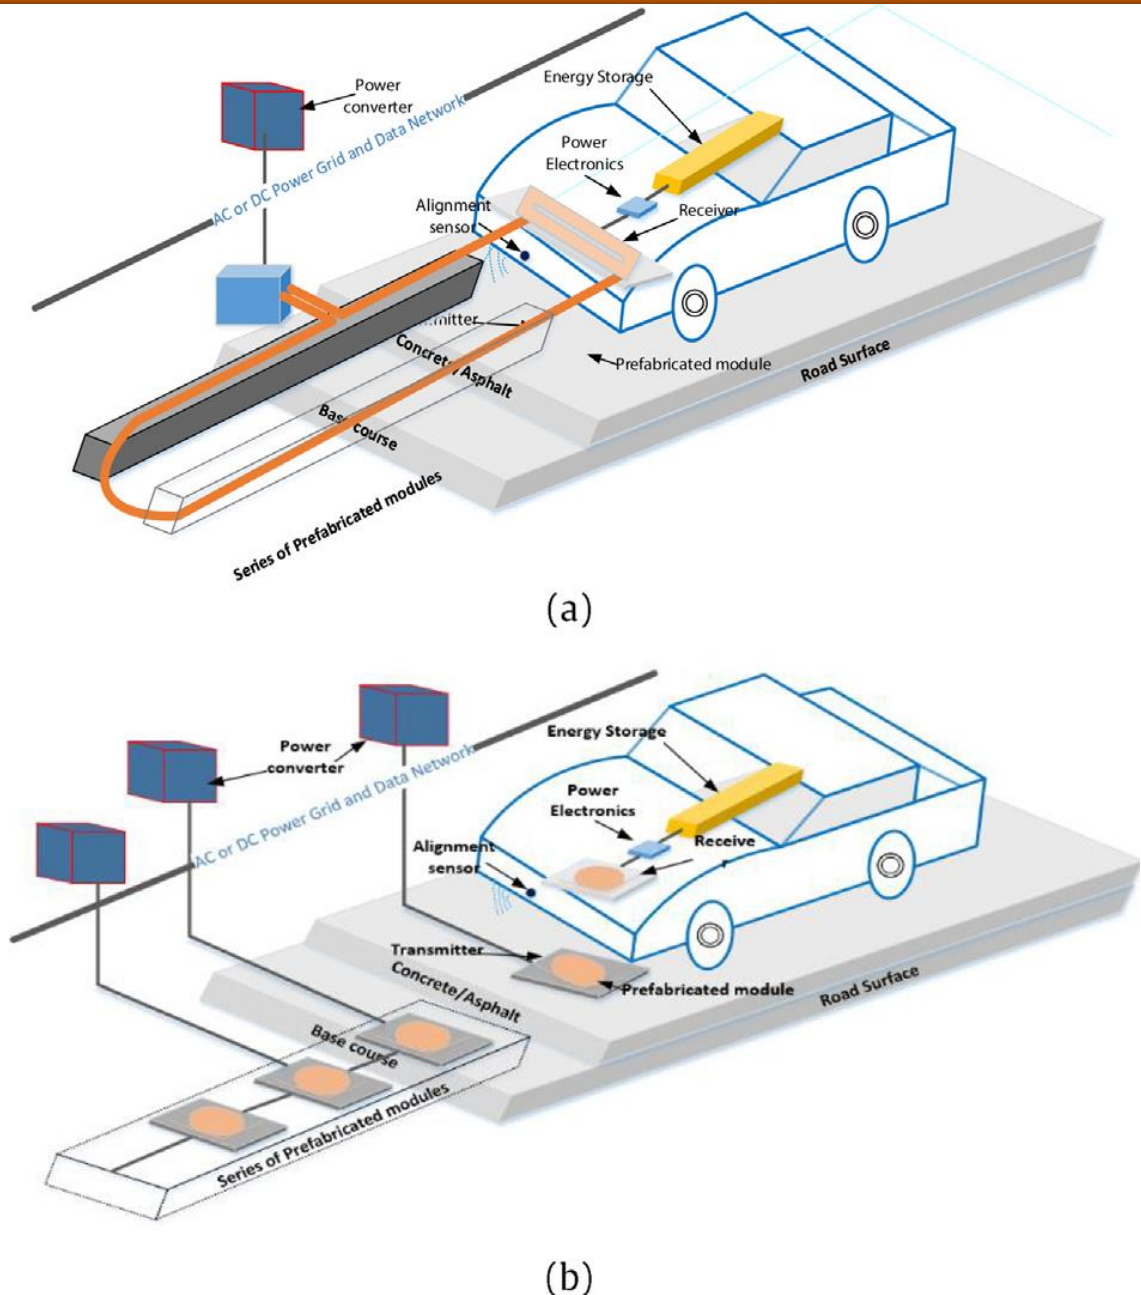 Power
converter
Energy Storage
AC or DC Power Grid and Data Network
Power
Electronics
Alignment
sensor
Receiver
mitter
Concrete/Asphalt
Prefabricated module
Road Surface
Base course
Series of Prefabricated modules
(a)
Power
converter
Energy Storage
AC or DC Power Grid and Data Network
Power
Electronics
Alignment
sensor
Receive
r
Transmitter
Concrete/Asphalt
Prefabricated module
Road Surface
Base course
Series of Prefabricated modules
(b)